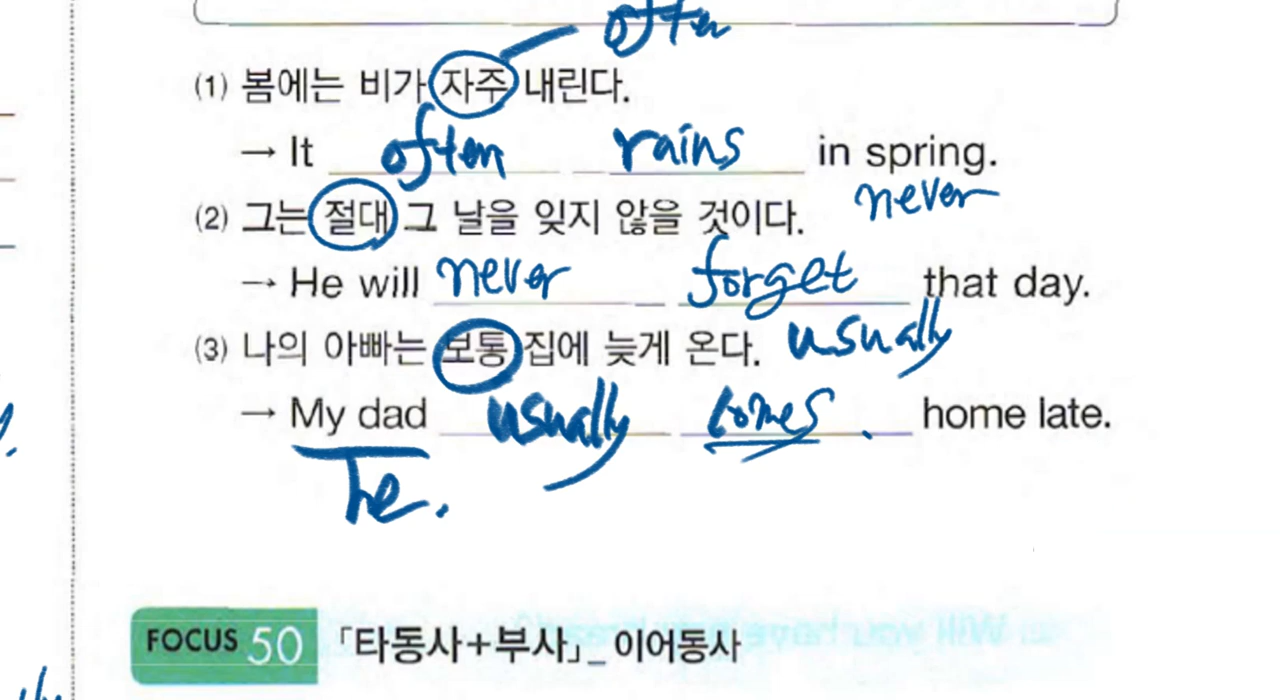 often
(1) 봄에는 비가 자주 내린다.
→ It often rains in spring.
never
(2) 그는 절대 그 날을 잊지 않을 것이다.
→ He will never forget that day.
(3) 나의 아빠는 보통 집에 늦게 온다. usually
→ My dad usually comes home late.
he.
FOCUS 50 「타동사+부사」_ 이어동사